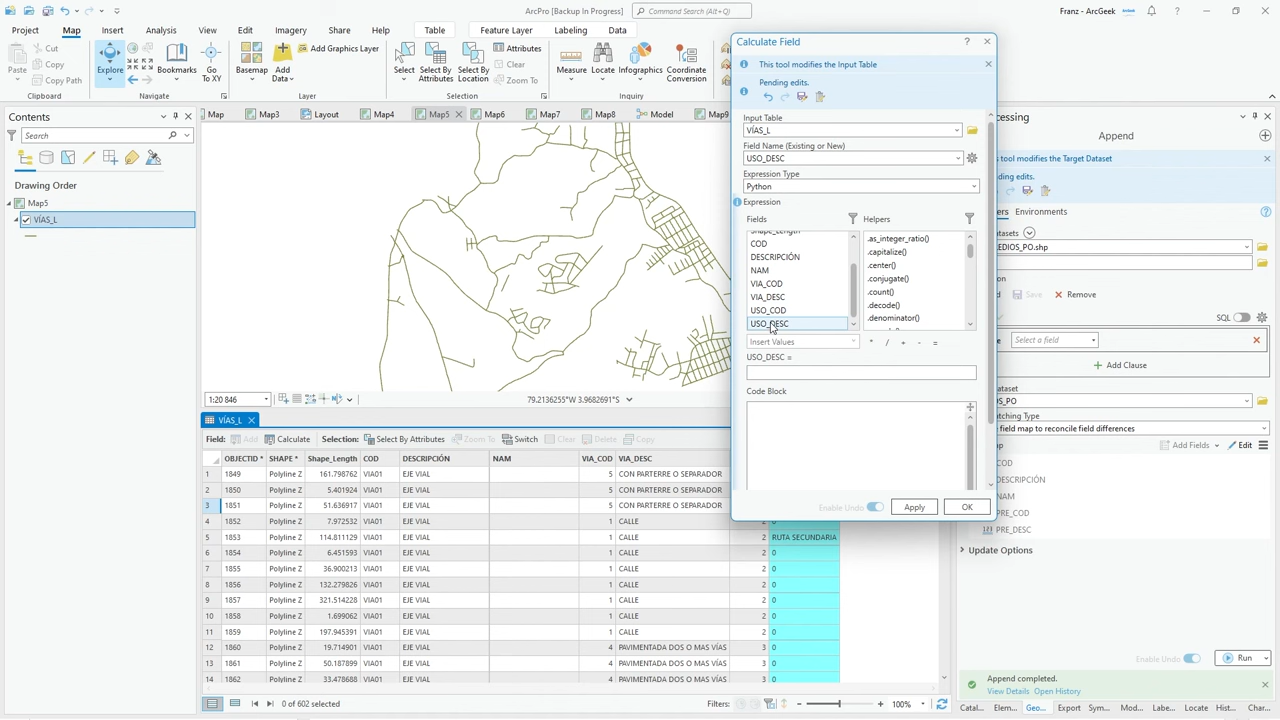 ArcPro [Backup In Progress]
Command Search (Alt+Q)
Franz - ArcGeek
Project
Map
Insert
Analysis
View
Edit
Imagery
Share
Help
Table
Feature Layer
Labeling
Data
Paste
Cut
Copy
Copy Path
Clipboard
Explore
Bookmarks
Go To XY
Navigate
Basemap
Add Data
Add Graphics Layer
Layer
Select
Select By Attributes
Select By Location
Attributes
Clear
Zoom To
Selection
Measure
Locate
Infographics
Coordinate Conversion
Inquiry
Contents
Search
Drawing Order
Map5
VÍAS_L
Map
Map3
Layout
Map4
Map5
Map6
Map7
Map8
Model
Map9
1:20 846
79.2136255°W 3.9682691°S
Calculate Field
This tool modifies the Input Table
Pending edits.
Input Table
VÍAS_L
Field Name (Existing or New)
USO_DESC
Expression Type
Python
Expression
Fields
Helpers
Shape_Length
COD
DESCRIPCIÓN
NAM
VIA_COD
VIA_DESC
USO_COD
USO_DESC
.as_integer_ratio()
.capitalize()
.center()
.conjugate()
.count()
.decode()
.denominator()
Insert Values
* / + - =
USO_DESC =
Code Block
Enable Undo
Apply
OK
VÍAS_L
Field: Add Calculate Selection: Select By Attributes Zoom To Switch Clear Delete Copy
OBJECTID * SHAPE * Shape_Length COD DESCRIPCIÓN NAM VIA_COD VIA_DESC
1 1849 Polyline Z 161.798762 VIA01 EJE VIAL 5 CON PARTERRE O SEPARADOR
2 1850 Polyline Z 5.401924 VIA01 EJE VIAL 5 CON PARTERRE O SEPARADOR
3 1851 Polyline Z 51.636917 VIA01 EJE VIAL 5 CON PARTERRE O SEPARADOR
4 1852 Polyline Z 7.972532 VIA01 EJE VIAL 1 CALLE 2 0
5 1853 Polyline Z 114.811129 VIA01 EJE VIAL 1 CALLE 2 RUTA SECUNDARIA
6 1854 Polyline Z 6.451593 VIA01 EJE VIAL 1 CALLE 2 0
7 1855 Polyline Z 36.900213 VIA01 EJE VIAL 1 CALLE 2 0
8 1856 Polyline Z 132.279826 VIA01 EJE VIAL 1 CALLE 2 0
9 1857 Polyline Z 321.514228 VIA01 EJE VIAL 1 CALLE 2 0
10 1858 Polyline Z 1.699062 VIA01 EJE VIAL 1 CALLE 2 0
11 1859 Polyline Z 197.945391 VIA01 EJE VIAL 1 CALLE 2 0
12 1860 Polyline Z 19.714901 VIA01 EJE VIAL 4 PAVIMENTADA DOS O MAS VÍAS 3 0
13 1861 Polyline Z 50.187899 VIA01 EJE VIAL 4 PAVIMENTADA DOS O MAS VÍAS 3 0
14 1862 Polyline Z 33.478688 VIA01 EJE VIAL 4 PAVIMENTADA DOS O MAS VÍAS 3 0
0 of 602 selected
Filters:
100%
Append
tool modifies the Target Dataset
Environments
EDIOS_PO.shp
Save
Remove
SQL
Select a field
Add Clause
field map to reconcile field differences
Add Fields
Edit
COD
DESCRIPCIÓN
NAM
PRE_COD
PRE_DESC
Update Options
Enable Undo
Run
Append completed.
View Details Open History
Catal... Elem... Geo... Export Sym... Mod... Labe... Locate Hist... Char...